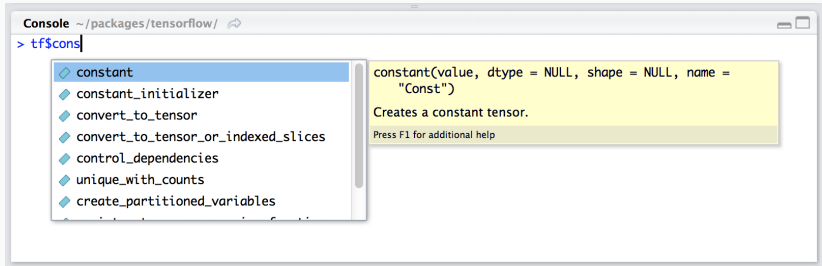 Console ~/packages/tensorflow/
> tf$cons
constant
constant_initializer
convert_to_tensor
convert_to_tensor_or_indexed_slices
control_dependencies
unique_with_counts
create_partitioned_variables
constant(value, dtype = NULL, shape = NULL, name =
"Const")
Creates a constant tensor.
Press F1 for additional help